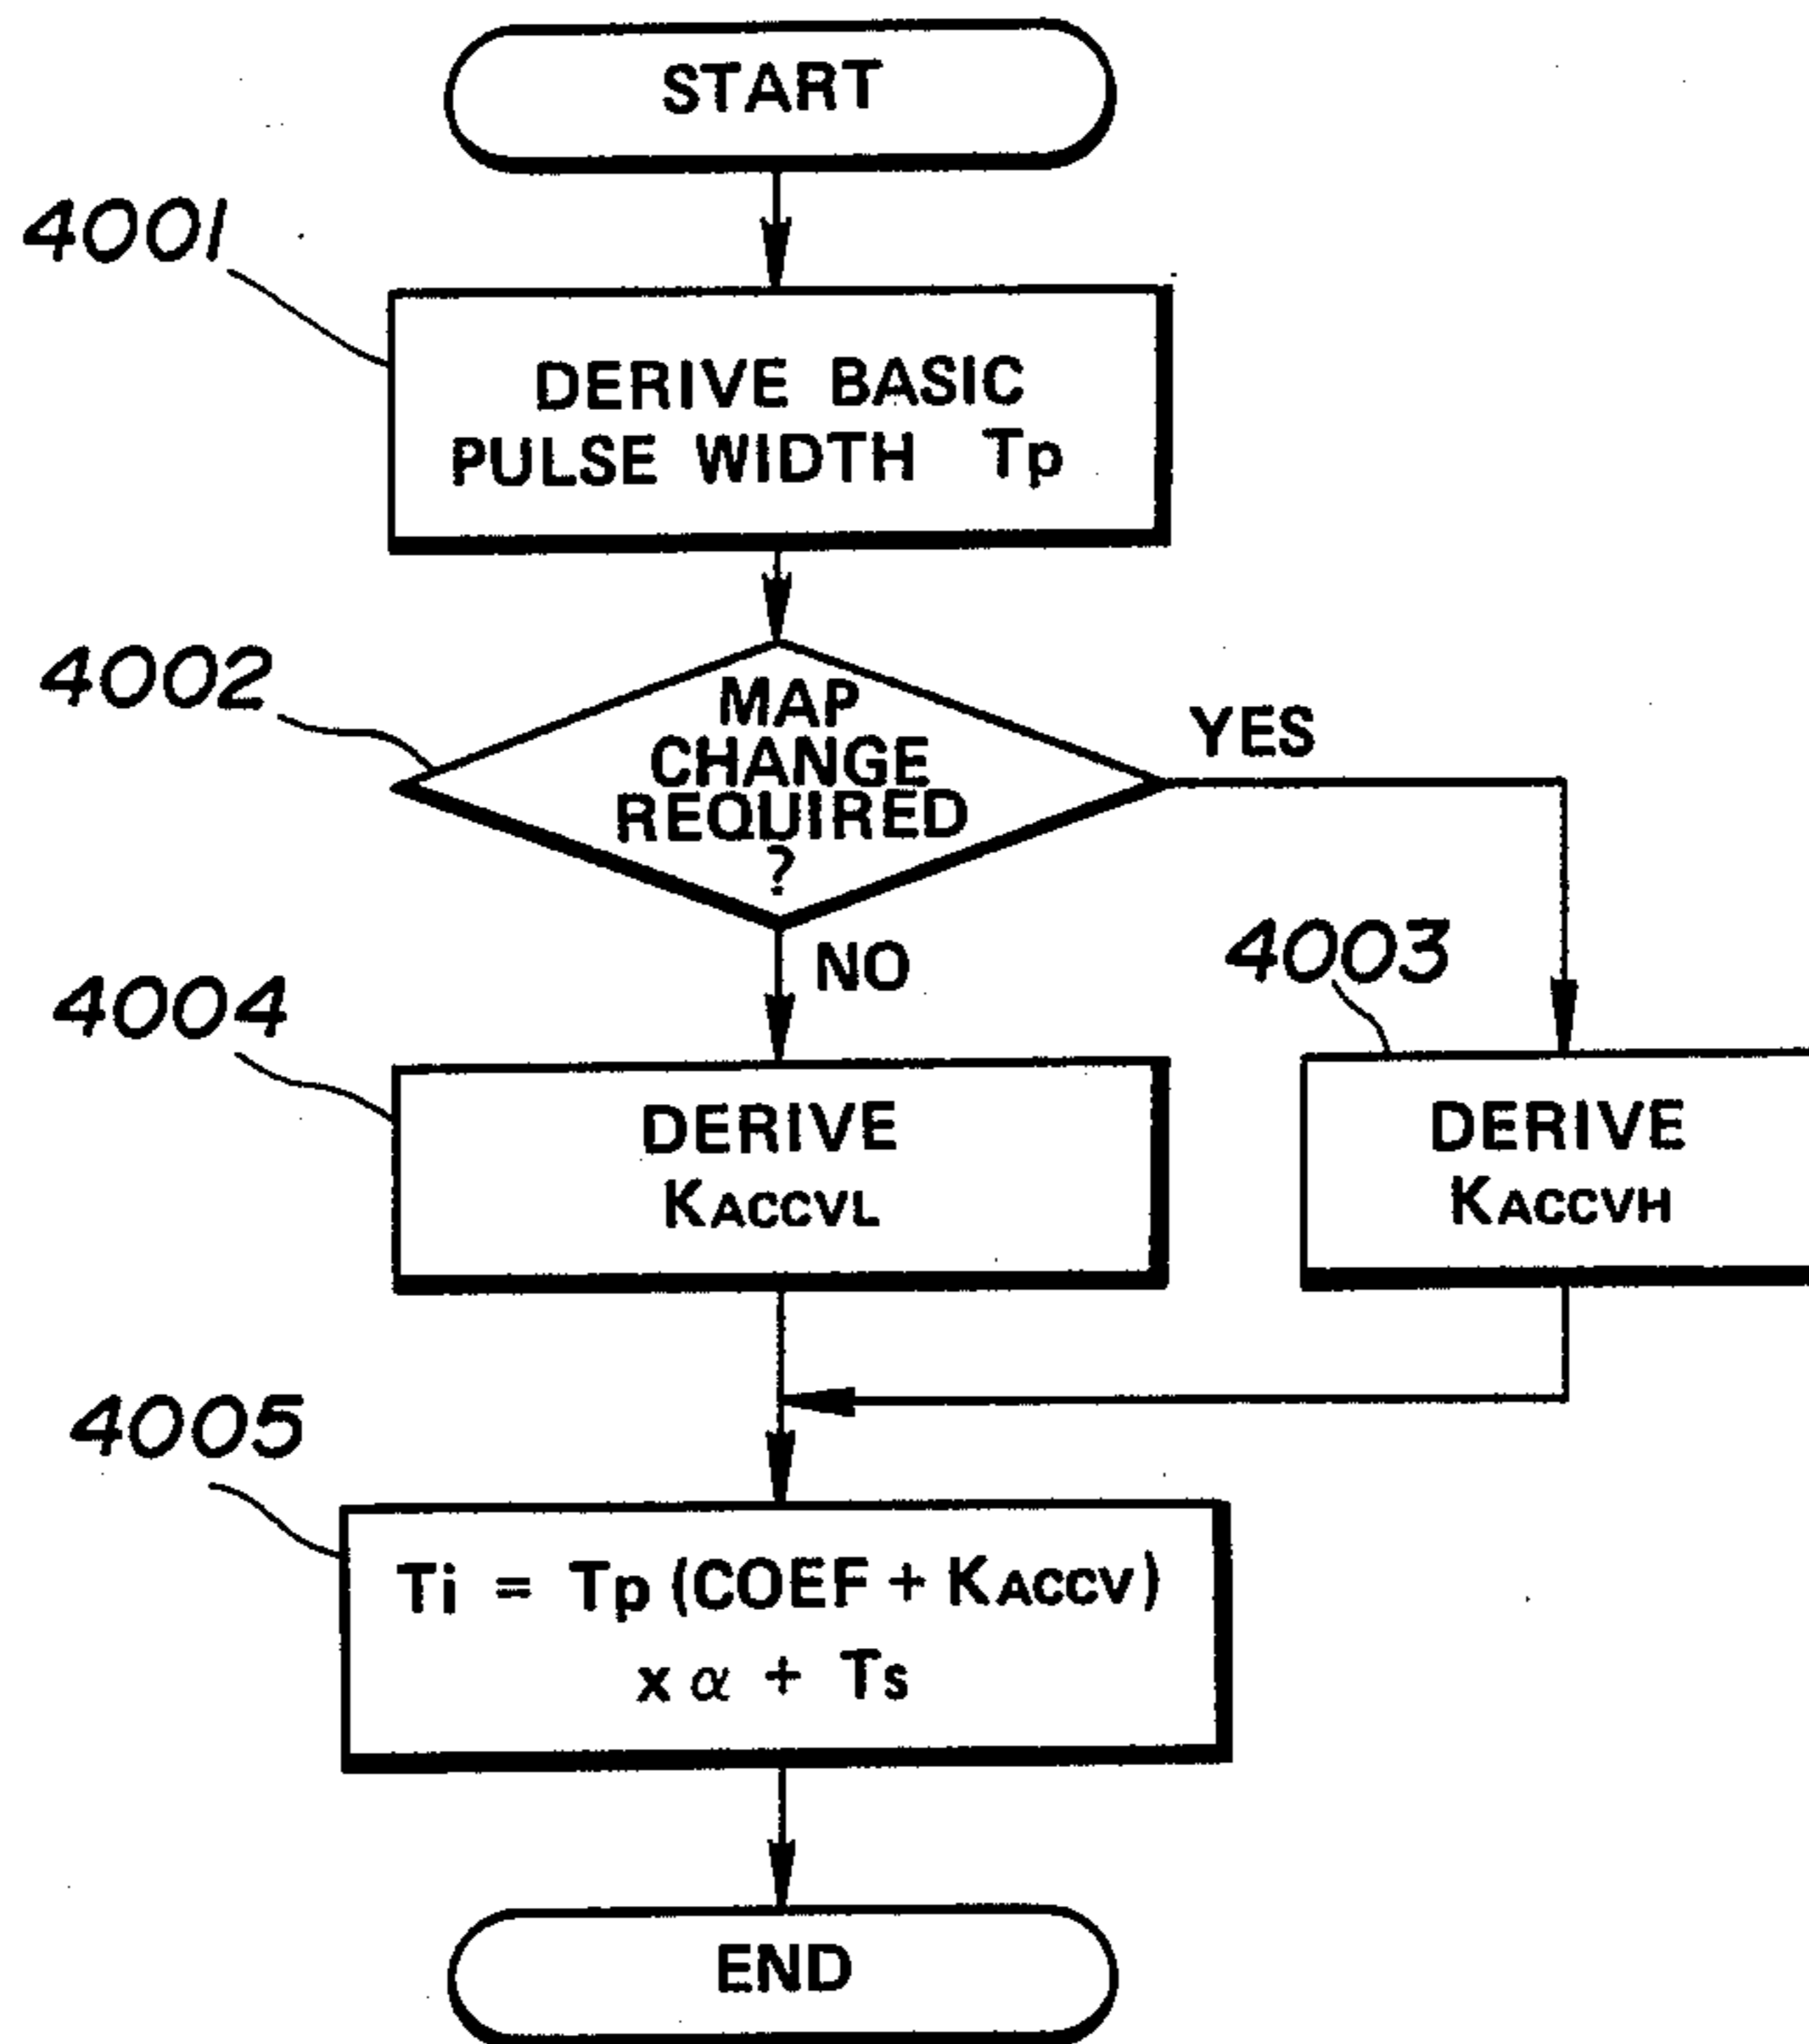 START
4001
DERIVE BASIC
PULSE WIDTH Tp
4002
MAP
CHANGE
REQUIRED
?
YES
NO
4004
DERIVE
KACCVL
4003
DERIVE
KACCVH
4005
Ti = Tp (COEF + KACCV)
x α + Ts
END